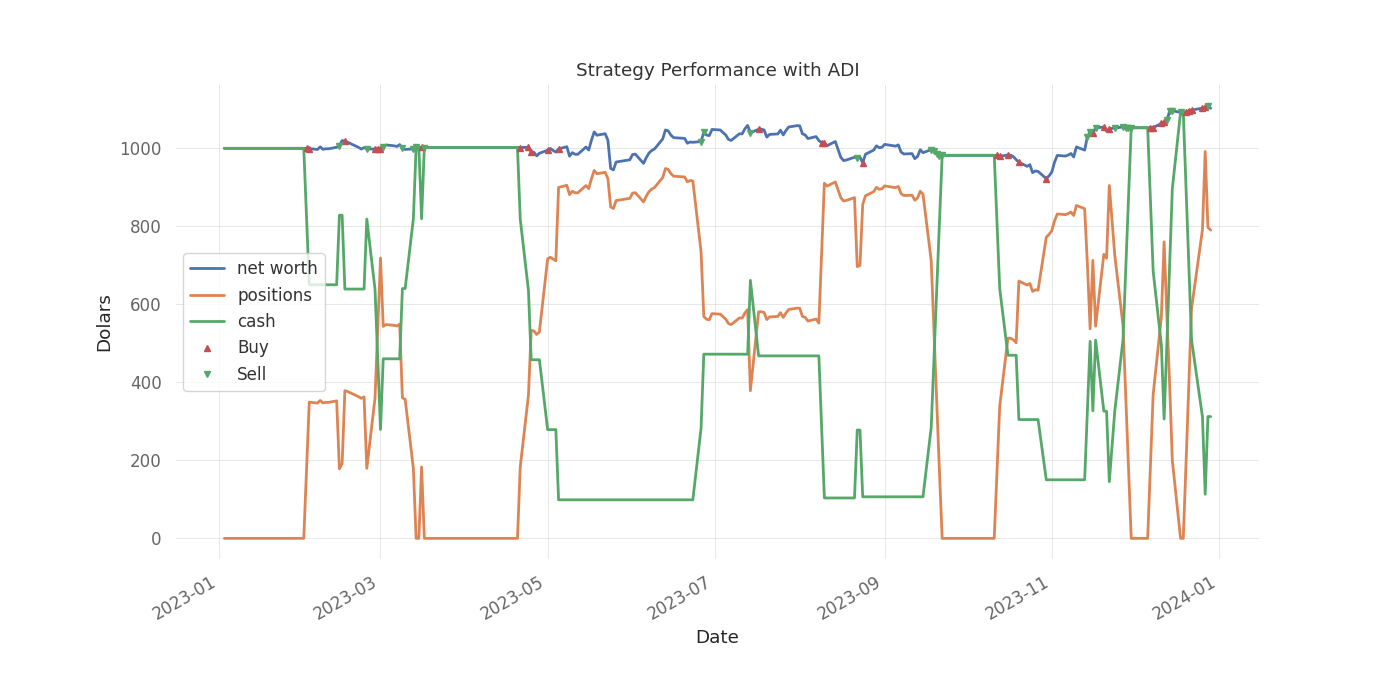 Strategy Performance with ADI
Dollars
1000
800
600
400
200
0
net worth
positions
cash
Buy
Sell
2023-01
2023-03
2023-05
2023-07
2023-09
2023-11
2024-01
Date